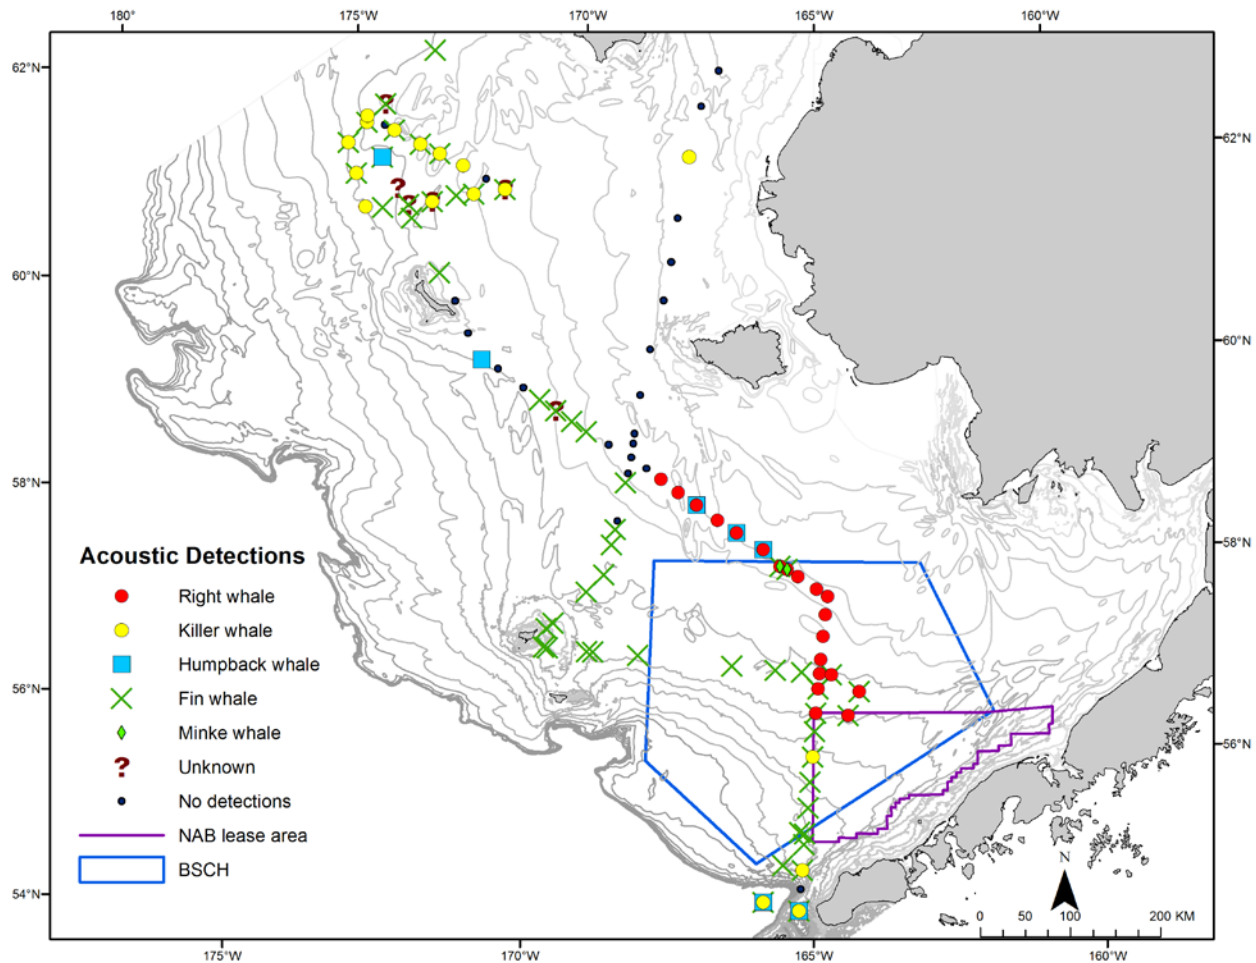 180°
175°W
170°W
165°W
160°W
62°N
62°N
60°N
60°N
58°N
58°N
56°N
56°N
54°N
Acoustic Detections
Right whale
Killer whale
Humpback whale
Fin whale
Minke whale
? Unknown
No detections
NAB lease area
BSCH
N
0 50 100 200 KM
175°W
170°W
165°W
160°W